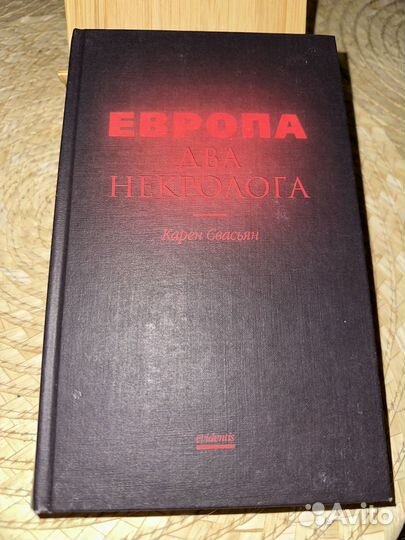 ЕВРОПА
ДВА
НЕКРОЛОГА
Карен Свасьян
evidentis
Avito